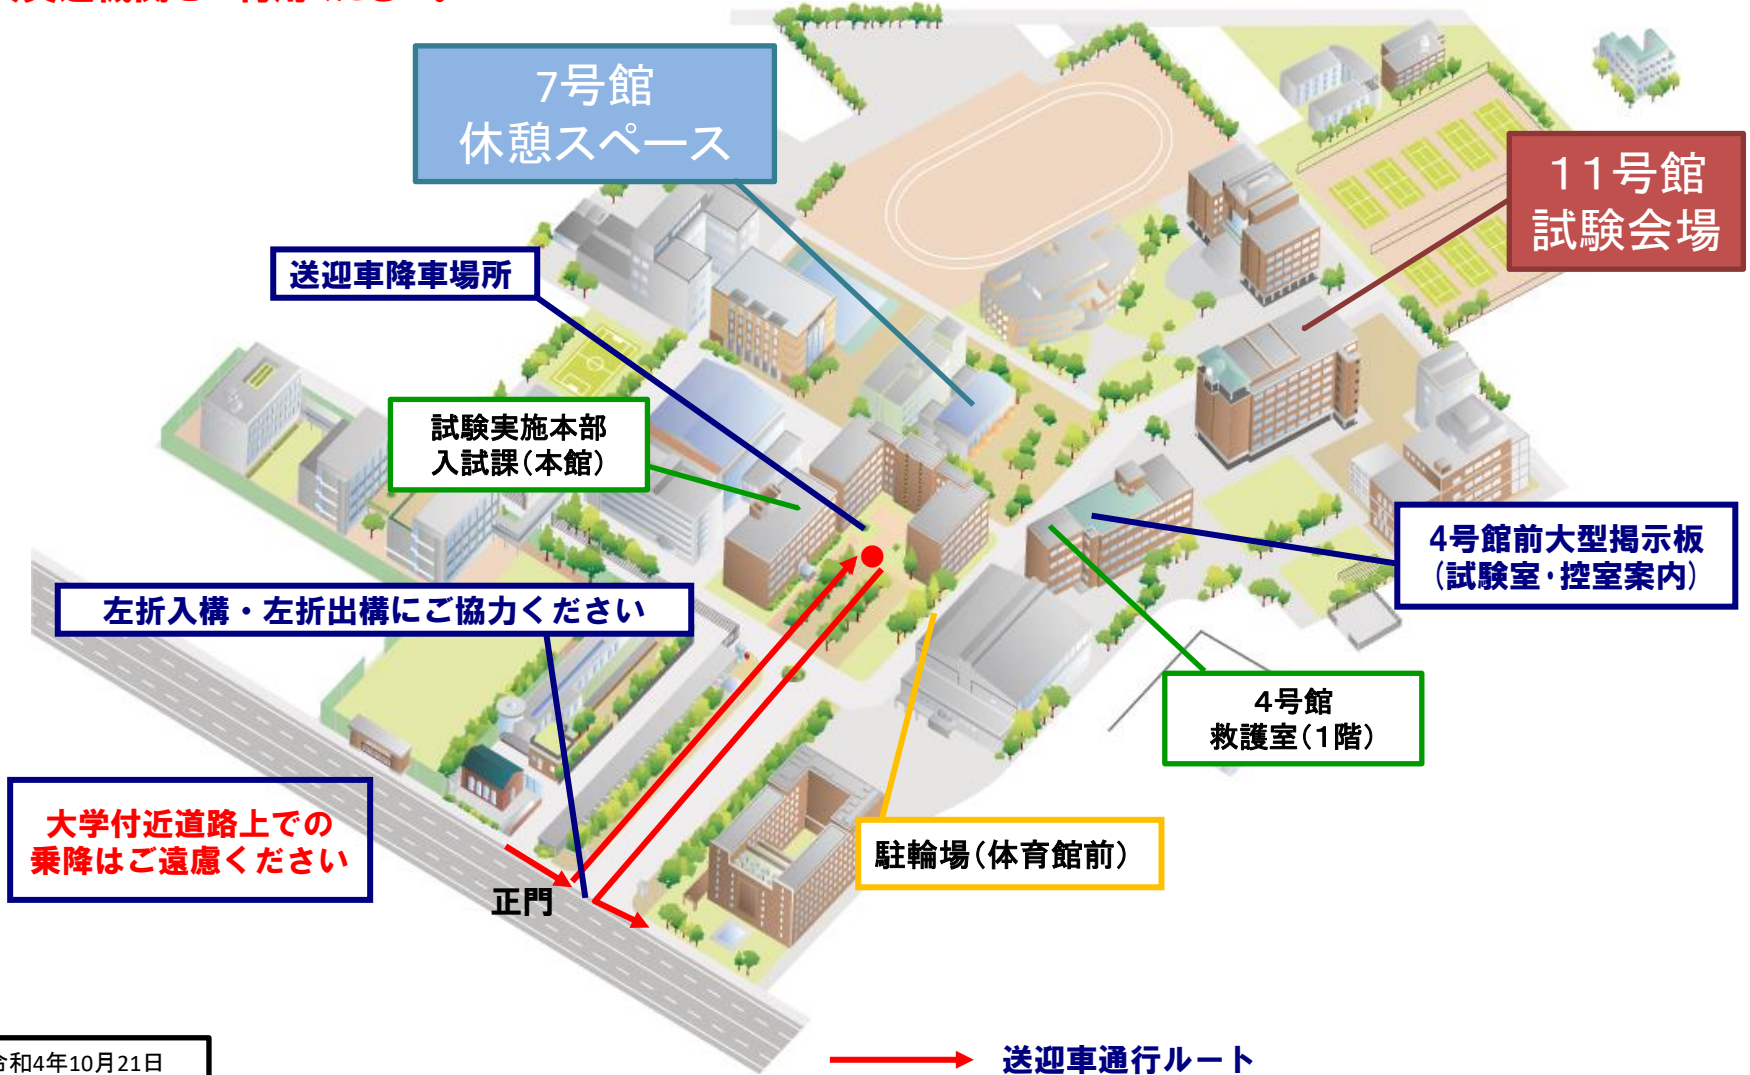 7号館
休憩スペース
11号館
試験会場
送迎車降車場所
試験実施本部
入試課（本館）
4号館前大型掲示板
（試験室・控室案内）
左折入構・左折出構にご協力ください
4号館
救護室（1階）
大学付近道路上での
乗降はご遠慮ください
駐輪場（体育館前）
正門
和4年10月21日
送迎車通行ルート